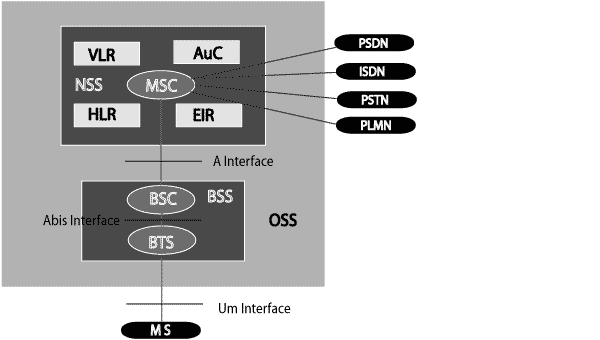 VLR
AuC
PSDN
ISDN
NSS
MSC
PSTN
HLR
EIR
PLMN
A Interface
BSC
BSS
Abis Interface
OSS
BTS
Um Interface
MS